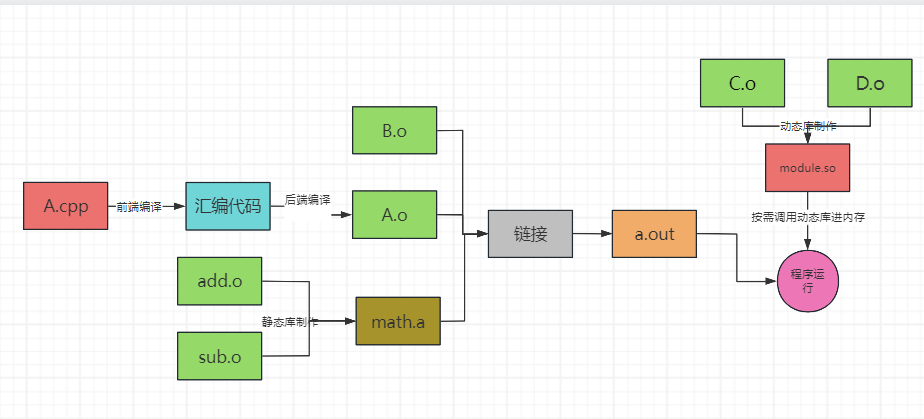 C.o
D.o
动态库制作
B.o
module.so
A.cpp
前端编译
汇编代码
后端编译
A.o
按需调用动态库进内存
链接
a.out
add.o
程序运
行
静态库制作
math.a
sub.o